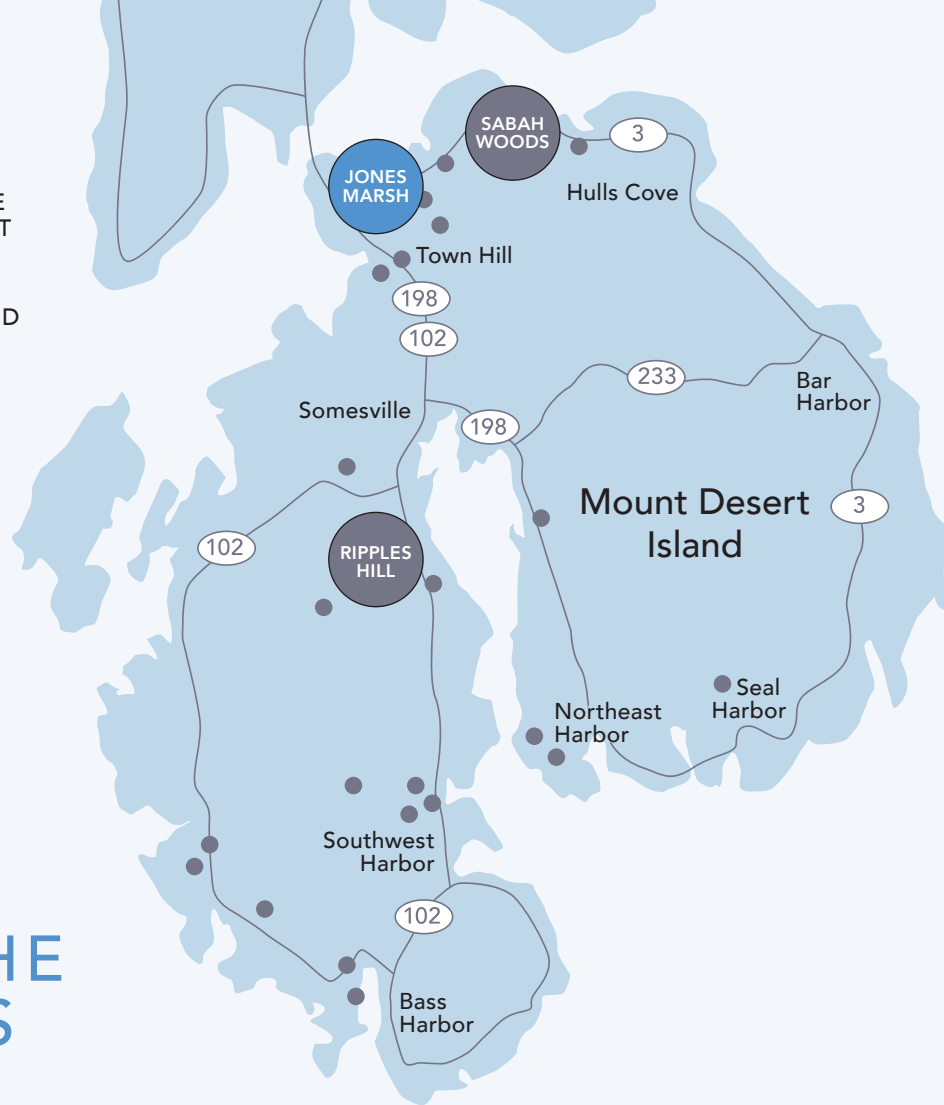 SABAH
WOODS
3
JONES
MARSH
E
T
Hulls Cove
Town Hill
198
D
102
233
Bar
Harbor
Somesville
198
Mount Desert
Island
3
102
RIPPLES
HILL
Seal
Harbor
Northeast
Harbor
Southwest
Harbor
102
HE
S
Bass
Harbor